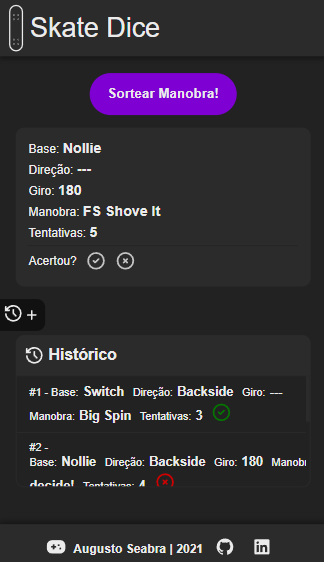 Skate Dice
Sortear Manobra!
Base: Nollie
Direção: ---
Giro: 180
Manobra: FS Shove It
Tentativas: 5
Acertou?
+
Histórico
#1 - Base: Switch Direção: Backside Giro: ---
Manobra: Big Spin Tentativas: 3
#2 -
Base: Nollie Direção: Backside Giro: 180 Manobr
decide! Tentativas: 4
Augusto Seabra | 2021